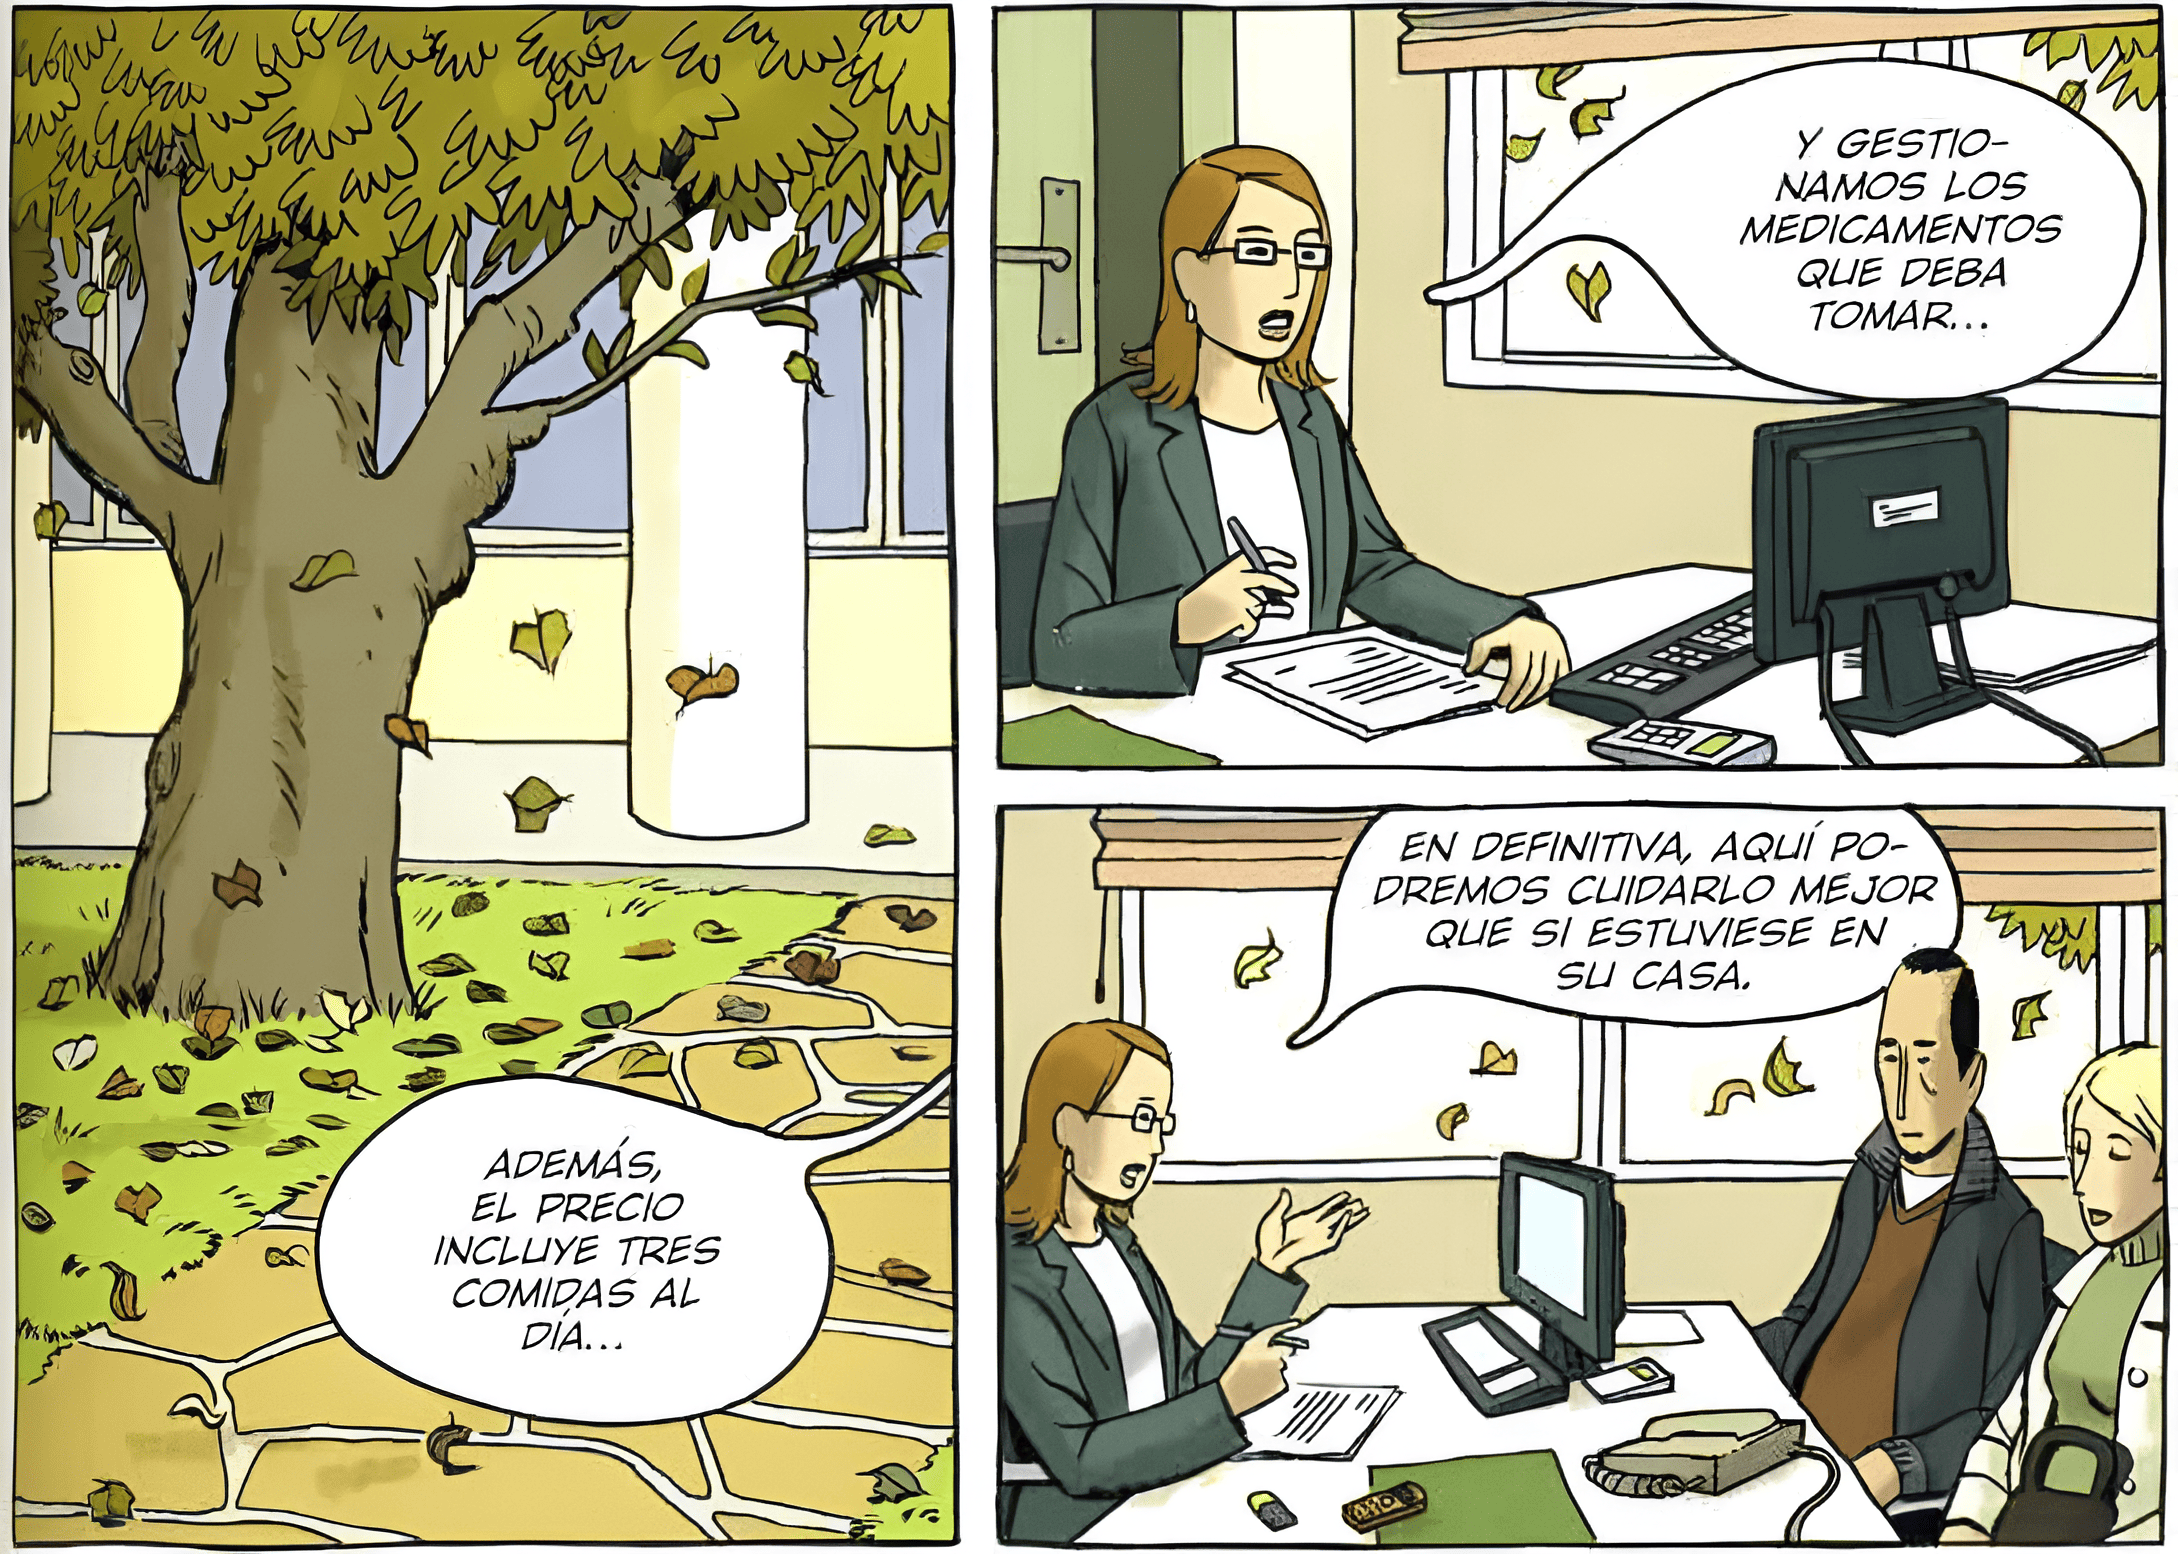 ADEMÁS,
EL PRECIO
INCLUYE TRES
COMIDAS AL
DÍA...
Y GESTIO-
NAMOS LOS
MEDICAMENTOS
QUE DEBA
TOMAR...
EN DEFINITIVA, AQUÍ PO-
DREMOS CUIDARLO MEJOR
QUE SI ESTUVIESE EN
SU CASA.